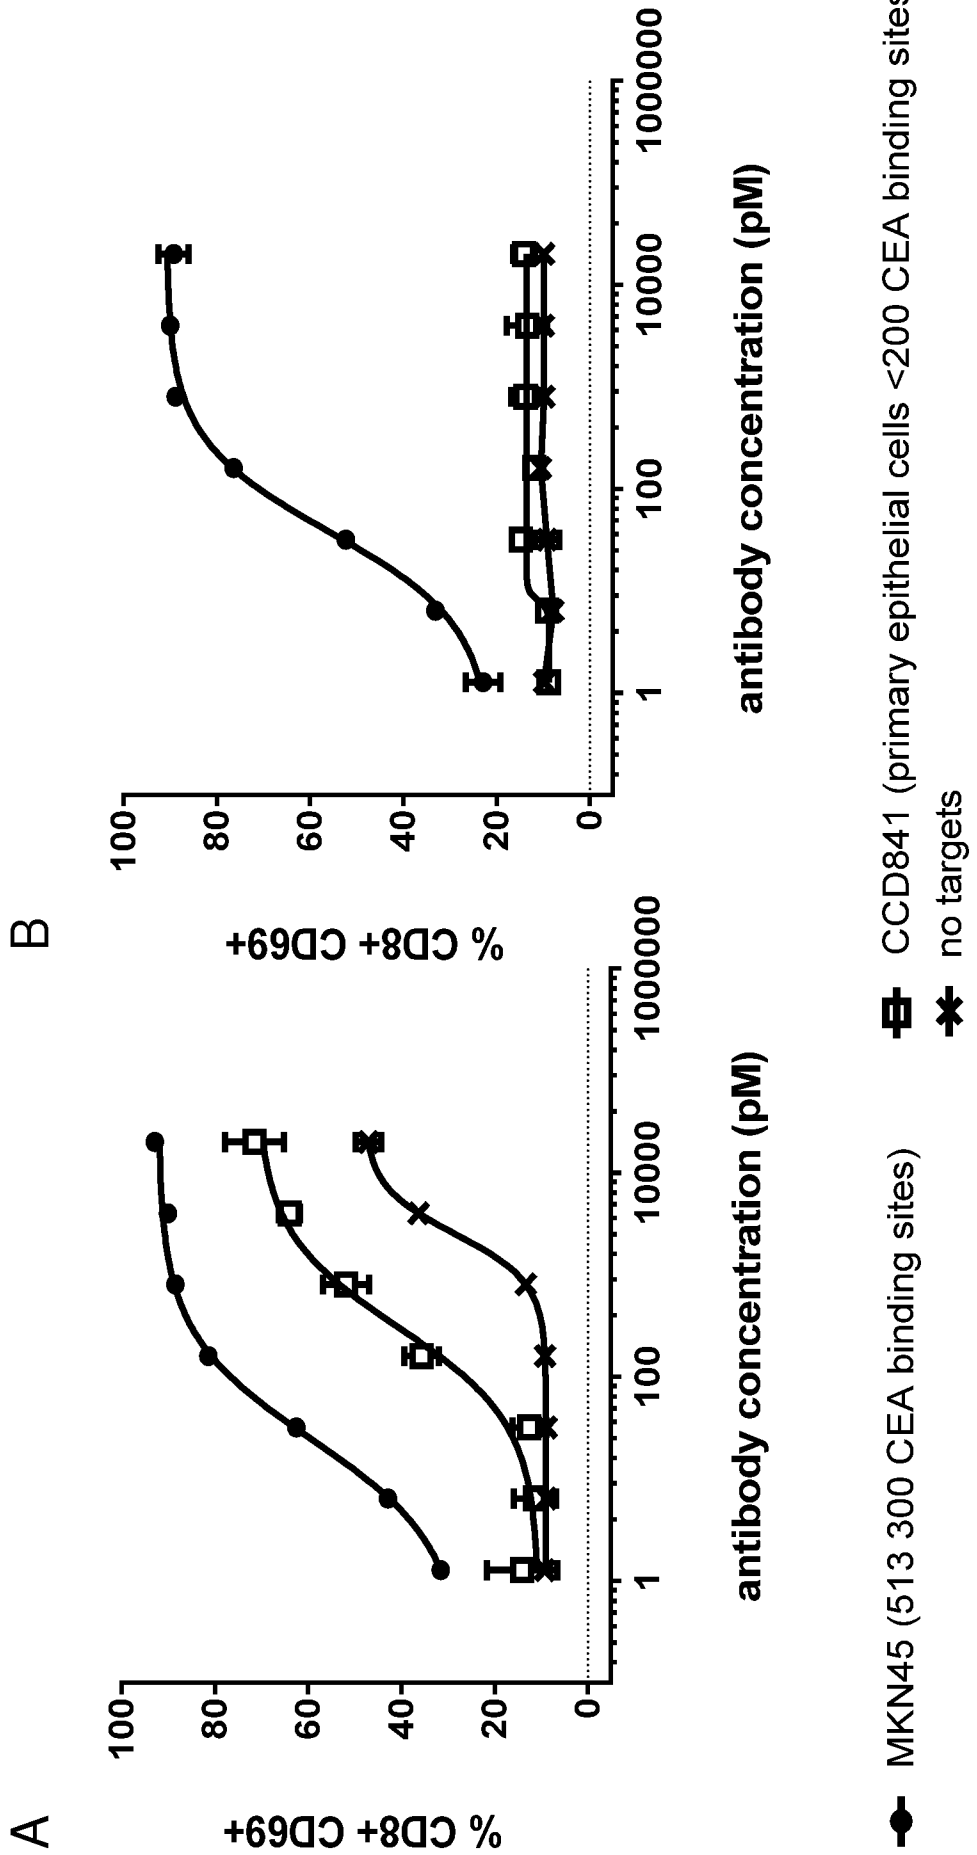 A
B
% CD8+ CD69+
100
80
60
40
20
0
1
100
10000
1000000
antibody concentration (pM)
% CD8+ CD69+
100
80
60
40
20
0
1
100
10000
1000000
antibody concentration (pM)
MKN45 (513 300 CEA binding sites)
CCD841 (primary epithelial cells <200 CEA binding sites
no targets